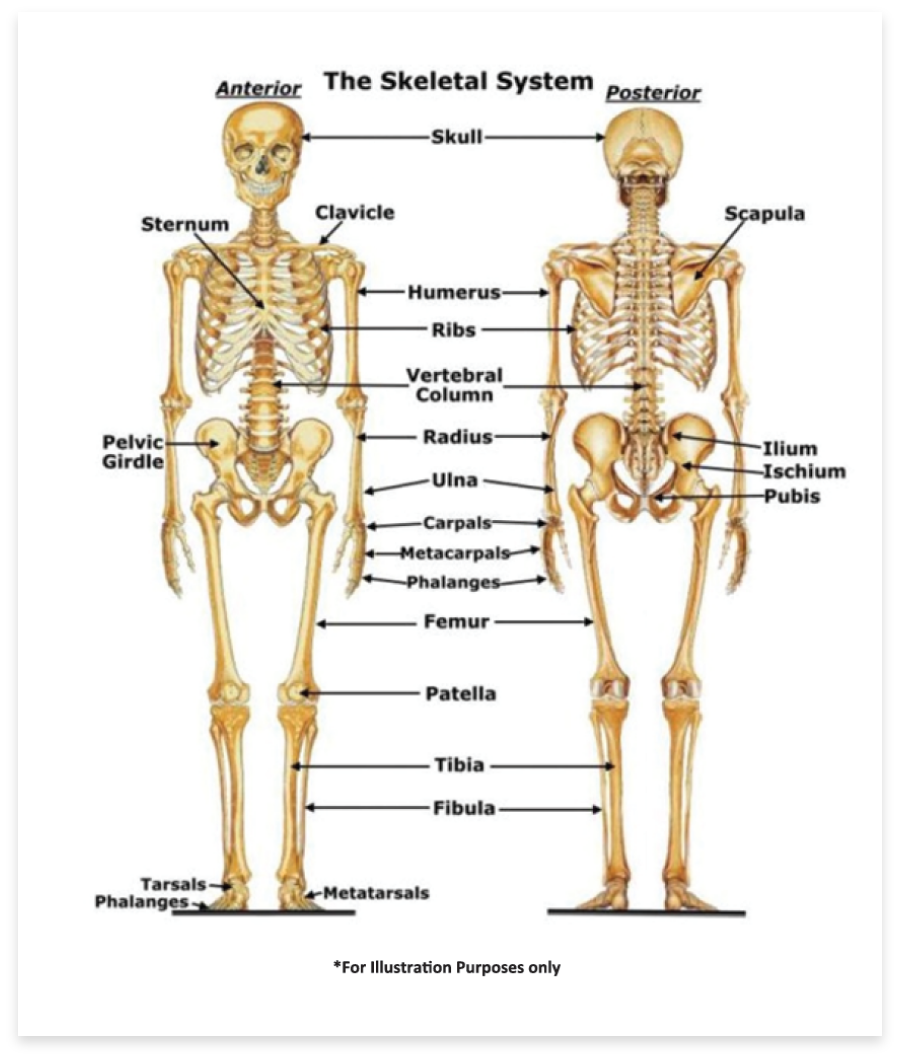 The Skeletal System
Anterior
Posterior
Skull
Sternum
Clavicle
Scapula
Humerus
Ribs
Vertebral
Column
Pelvic
Girdle
Radius
Ilium
Ischium
Pubis
Ulna
Carpals
Metacarpals
Phalanges
Femur
Patella
Tibia
Fibula
Tarsals
Phalanges
Metatarsals
*For Illustration Purposes only